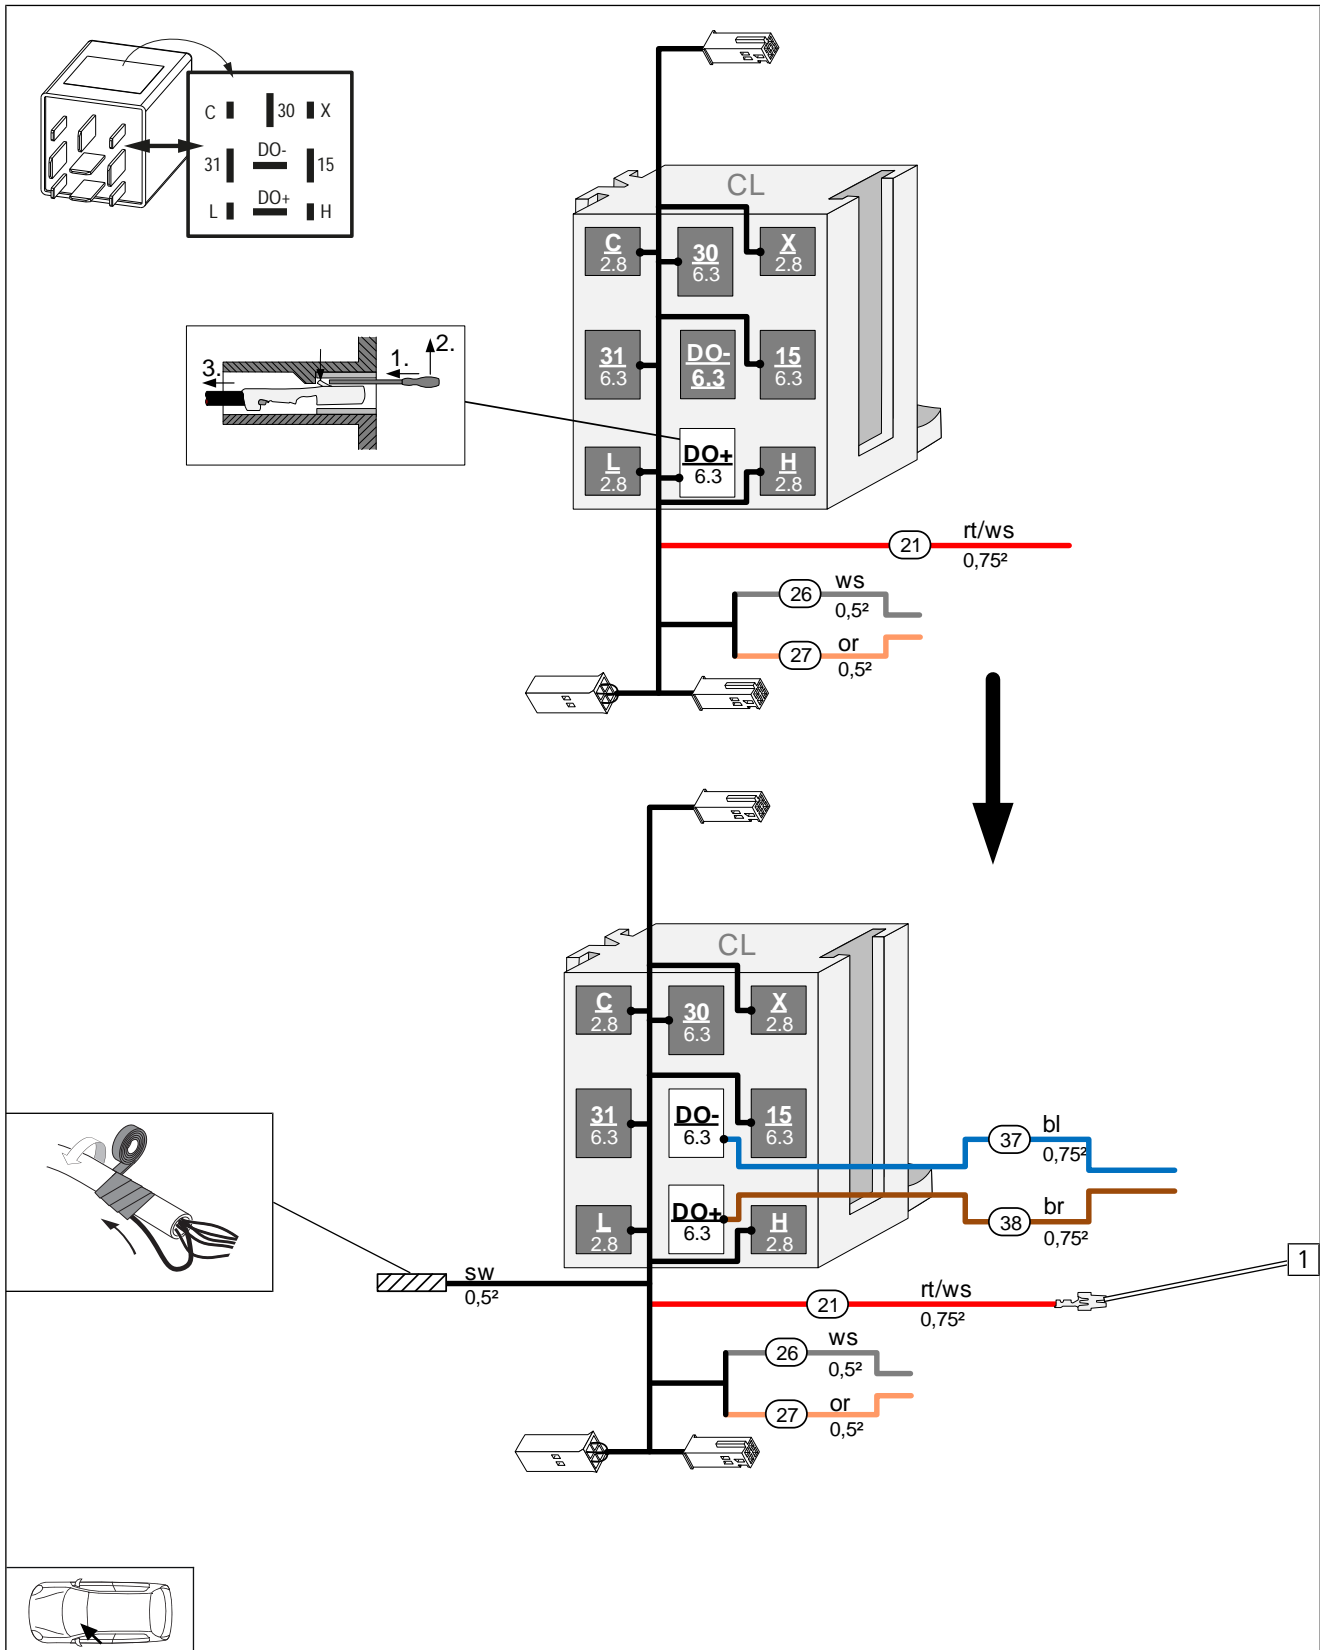 C 30 X
31 DO- 15
L DO+ H
CL
C 30 X
2.8 6.3 2.8
31 DO- 15
6.3 6.3 6.3
L DO+ H
2.8 6.3 2.8
1. 2.
3.
21 rt/ws
0,75²
26 ws
0,5²
27 or
0,5²
CL
C 30 X
2.8 6.3 2.8
31 DO- 15
6.3 6.3 6.3
37 bl
0,75²
L DO+ H
2.8 6.3 2.8
38 br
0,75²
1
sw
0,5²
21 rt/ws
0,75²
26 ws
0,5²
27 or
0,5²